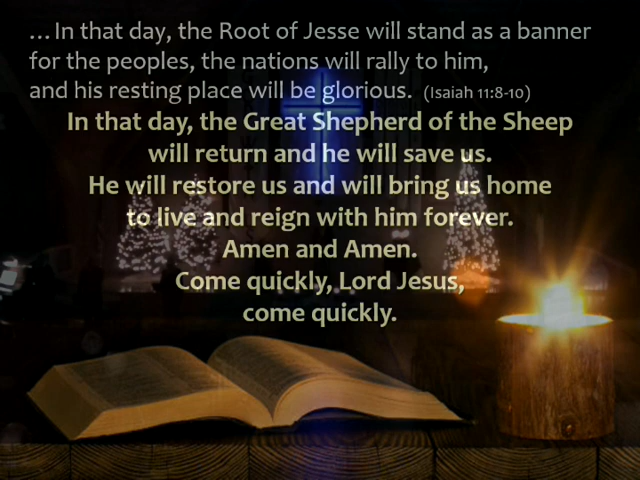 …In that day, the Root of Jesse will stand as a banner
for the peoples, the nations will rally to him,
and his resting place will be glorious. (Isaiah 11:8-10)
In that day, the Great Shepherd of the Sheep
will return and he will save us.
He will restore us and will bring us home
to live and reign with him forever.
Amen and Amen.
Come quickly, Lord Jesus,
come quickly.